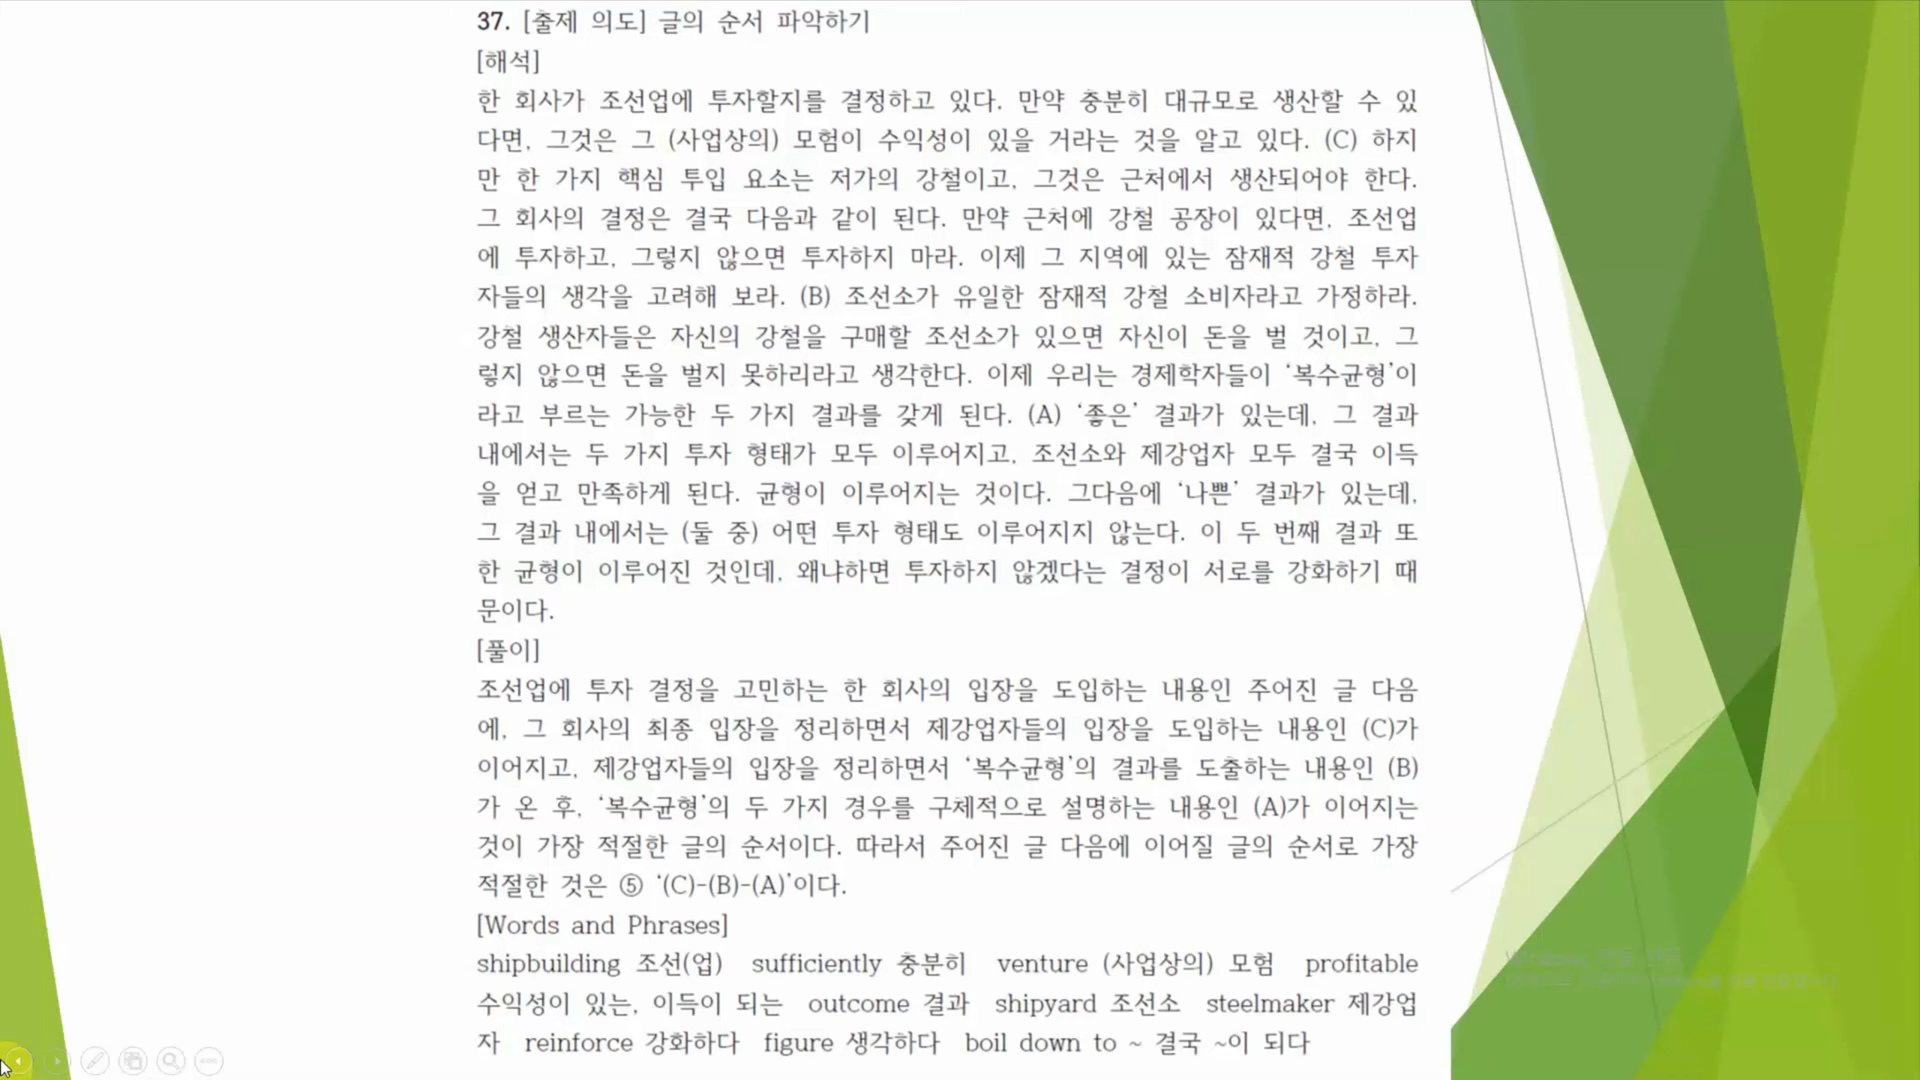 37. [출제 의도] 글의 순서 파악하기
[해석]
한 회사가 조선업에 투자할지를 결정하고 있다. 만약 충분히 대규모로 생산할 수 있
다면, 그것은 그 (사업상의) 모험이 수익성이 있을 거라는 것을 알고 있다. (C) 하지
만 한 가지 핵심 투입 요소는 저가의 강철이고, 그것은 근처에서 생산되어야 한다.
그 회사의 결정은 결국 다음과 같이 된다. 만약 근처에 강철 공장이 있다면, 조선업
에 투자하고, 그렇지 않으면 투자하지 마라. 이제 그 지역에 있는 잠재적 강철 투자
자들의 생각을 고려해 보라. (B) 조선소가 유일한 잠재적 강철 소비자라고 가정하라.
강철 생산자들은 자신의 강철을 구매할 조선소가 있으면 자신이 돈을 벌 것이고, 그
렇지 않으면 돈을 벌지 못하리라고 생각한다. 이제 우리는 경제학자들이 ‘복수균형’이
라고 부르는 가능한 두 가지 결과를 갖게 된다. (A) ‘좋은’ 결과가 있는데, 그 결과
내에서는 두 가지 투자 형태가 모두 이루어지고, 조선소와 제강업자 모두 결국 이득
을 얻고 만족하게 된다. 균형이 이루어지는 것이다. 그다음에 ‘나쁜’ 결과가 있는데,
그 결과 내에서는 (둘 중) 어떤 투자 형태도 이루어지지 않는다. 이 두 번째 결과 또
한 균형이 이루어진 것인데, 왜냐하면 투자하지 않겠다는 결정이 서로를 강화하기 때
문이다.
[풀이]
조선업에 투자 결정을 고민하는 한 회사의 입장을 도입하는 내용인 주어진 글 다음
에, 그 회사의 최종 입장을 정리하면서 제강업자들의 입장을 도입하는 내용인 (C)가
이어지고, 제강업자들의 입장을 정리하면서 ‘복수균형’의 결과를 도출하는 내용인 (B)
가 온 후, ‘복수균형’의 두 가지 경우를 구체적으로 설명하는 내용인 (A)가 이어지는
것이 가장 적절한 글의 순서이다. 따라서 주어진 글 다음에 이어질 글의 순서로 가장
적절한 것은 ⑤ ‘(C)-(B)-(A)’이다.
[Words and Phrases]
shipbuilding 조선(업) sufficiently 충분히 venture (사업상의) 모험 profitable
수익성이 있는, 이득이 되는 outcome 결과 shipyard 조선소 steelmaker 제강업
자 reinforce 강화하다 figure 생각하다 boil down to ~ 결국 ~이 되다